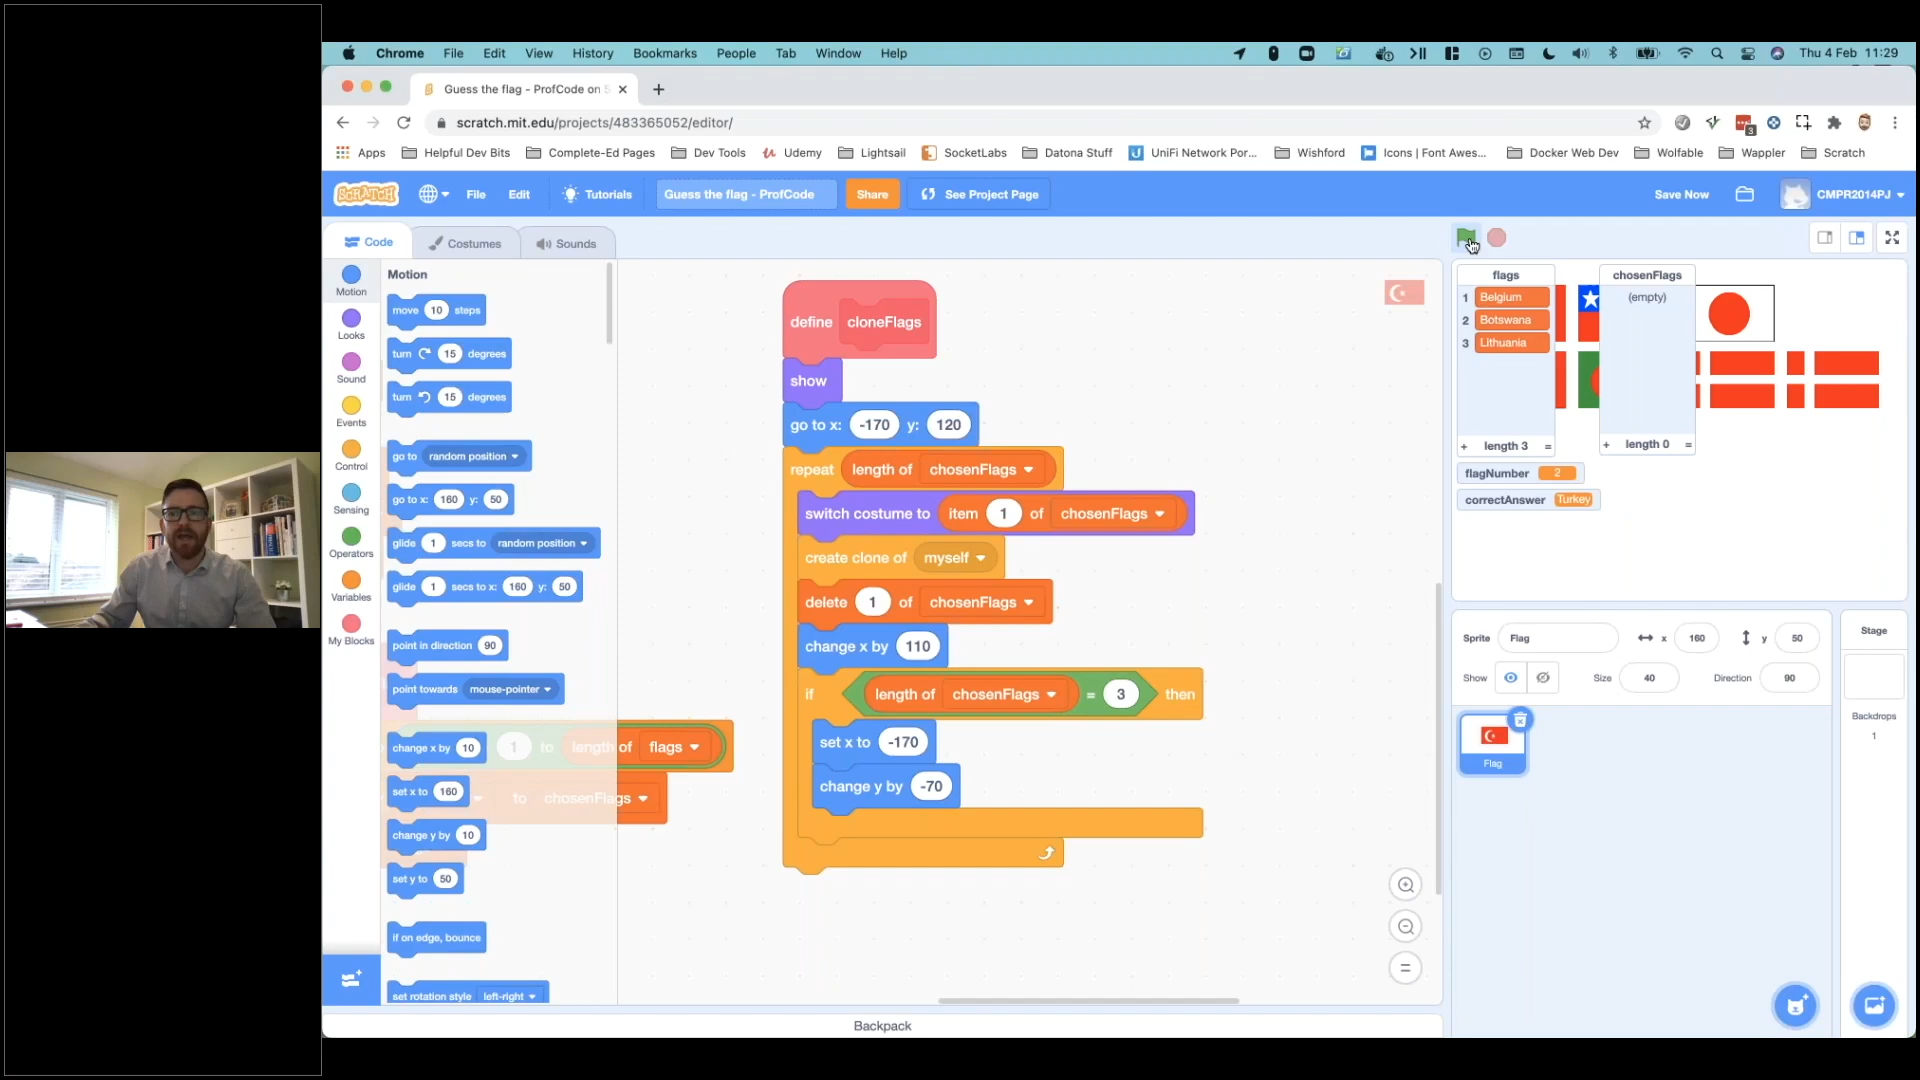 Chrome File Edit View History Bookmarks People Tab Window Help Thu 4 Feb 11:29
Guess the flag - ProfCode on S
scratch.mit.edu/projects/483365052/editor/
3
Apps Helpful Dev Bits Complete-Ed Pages Dev Tools Udemy Lightsail SocketLabs Datona Stuff UniFi Network Por... Wishford Icons | Font Awes... Docker Web Dev Wolfable Wappler Scratch
SCRATCH File Edit Tutorials Guess the flag - ProfCode Share See Project Page Save Now CMPR2014PJ
Code Costumes Sounds
Motion
Looks
Sound
Events
Control
Sensing
Operators
Variables
My Blocks
Motion
move 10 steps
turn 15 degrees
turn 15 degrees
go to random position
go to x: 160 y: 50
glide 1 secs to random position
glide 1 secs to x: 160 y: 50
point in direction 90
point towards mouse-pointer
change x by 10
set x to 160
change y by 10
set y to 50
if on edge, bounce
set rotation style left-right
1 to length of flags
to chosenFlags
define cloneFlags
show
go to x: -170 y: 120
repeat length of chosenFlags
switch costume to item 1 of chosenFlags
create clone of myself
delete 1 of chosenFlags
change x by 110
if length of chosenFlags = 3 then
set x to -170
change y by -70
flags
1 Belgium
2 Botswana
3 Lithuania
+ length 3 =
chosenFlags
(empty)
+ length 0 =
flagNumber 2
correctAnswer Turkey
Sprite Flag x 160 y 50
Show Size 40 Direction 90
Flag
Stage
Backdrops
1
Backpack